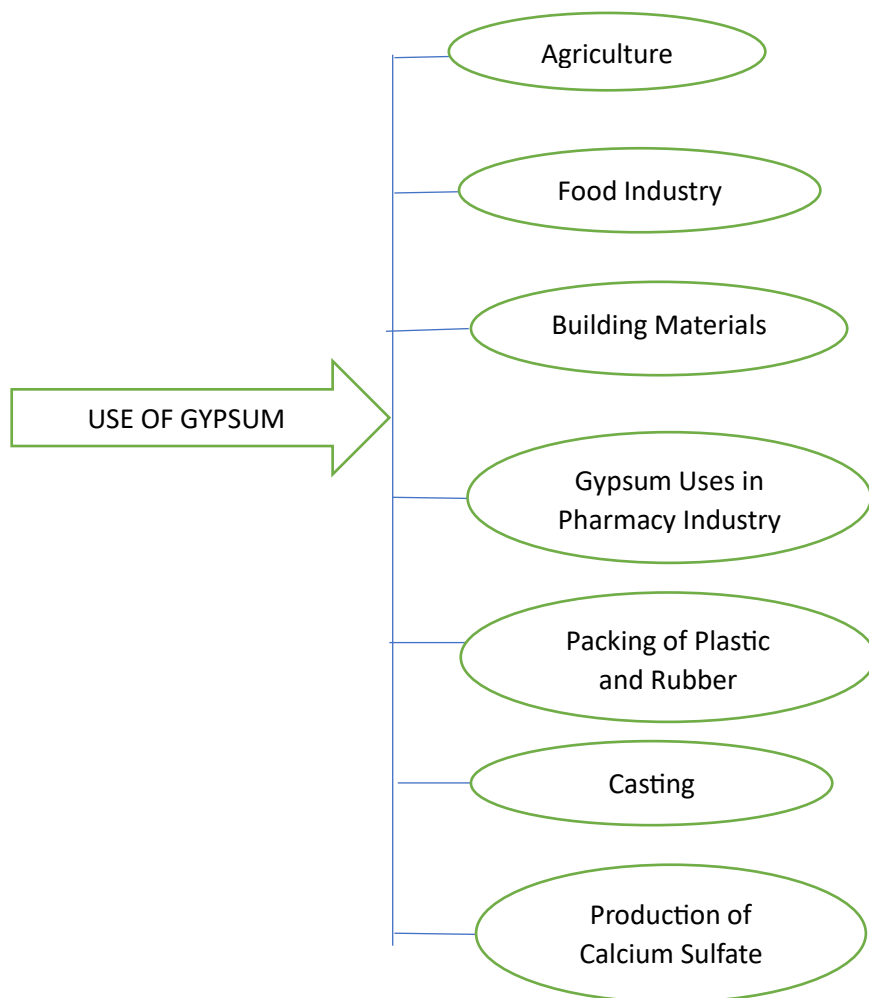 Agriculture
Food Industry
Building Materials
USE OF GYPSUM
Gypsum Uses in
Pharmacy Industry
Packing of Plastic
and Rubber
Casting
Production of
Calcium Sulfate